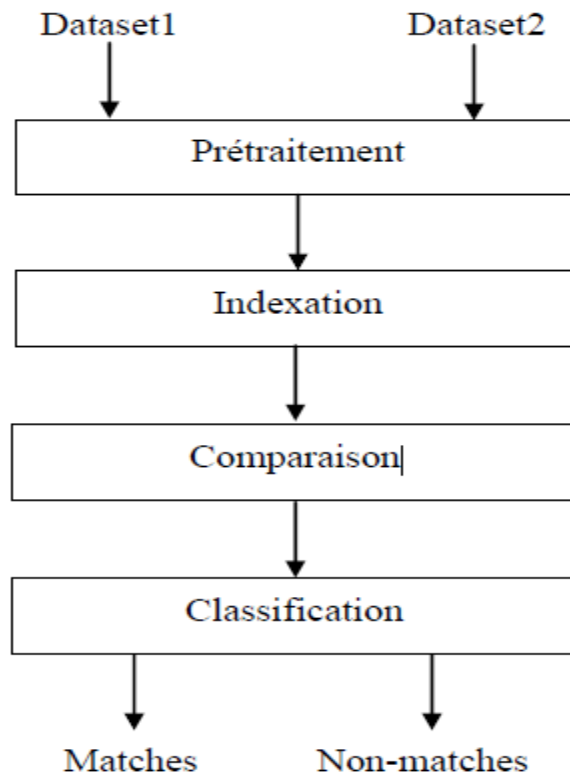 Dataset1 Dataset2
Prétraitement
Indexation
Comparaison
Classification
Matches Non-matches